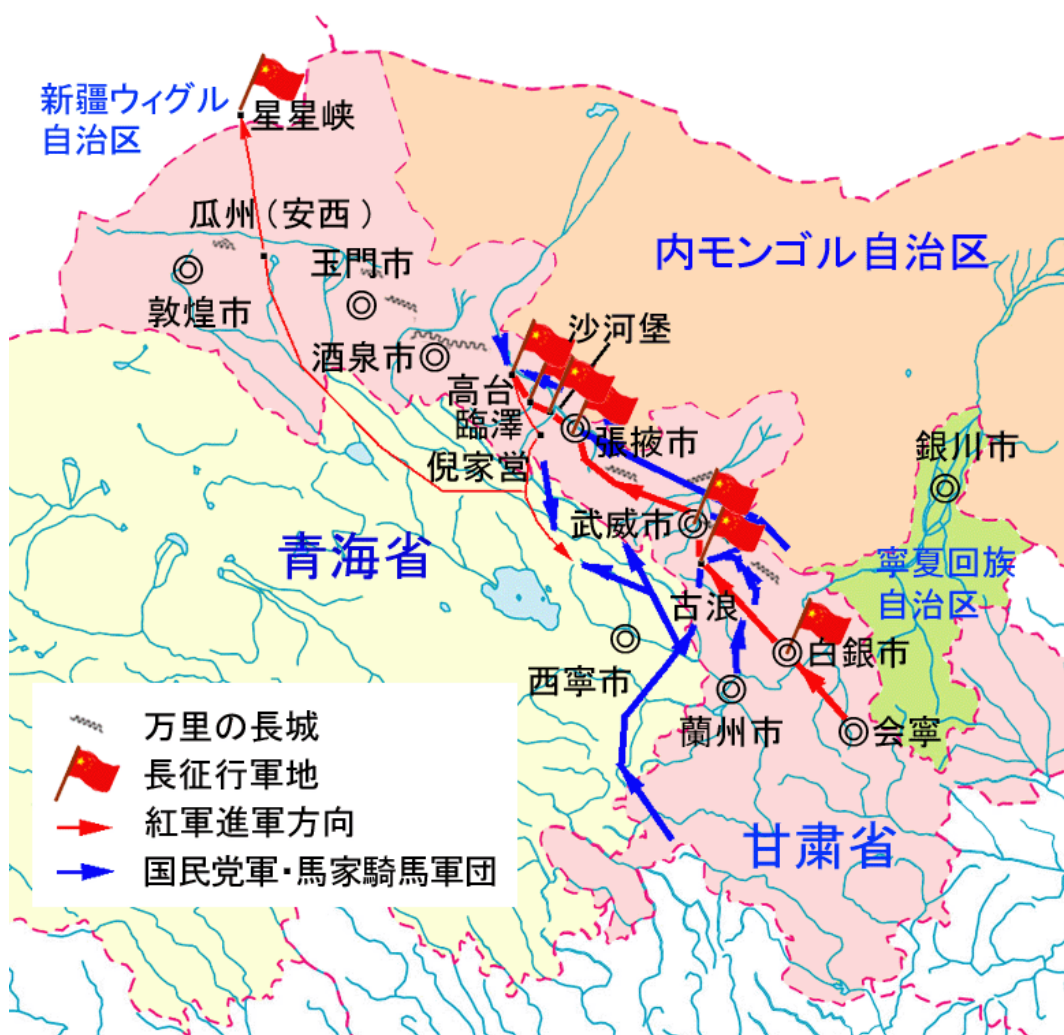 新疆ウィグル
自治区
星星峡
瓜州(安西)
玉門市
敦煌市
酒泉市
内モンゴル自治区
沙河堡
高台
臨澤
張掖市
倪家営
銀川市
武威市
青海省
寧夏回族
自治区
古浪
白銀市
西寧市
蘭州市
会寧
甘粛省
万里の長城
長征行軍地
紅軍進軍方向
国民党軍・馬家騎馬軍団